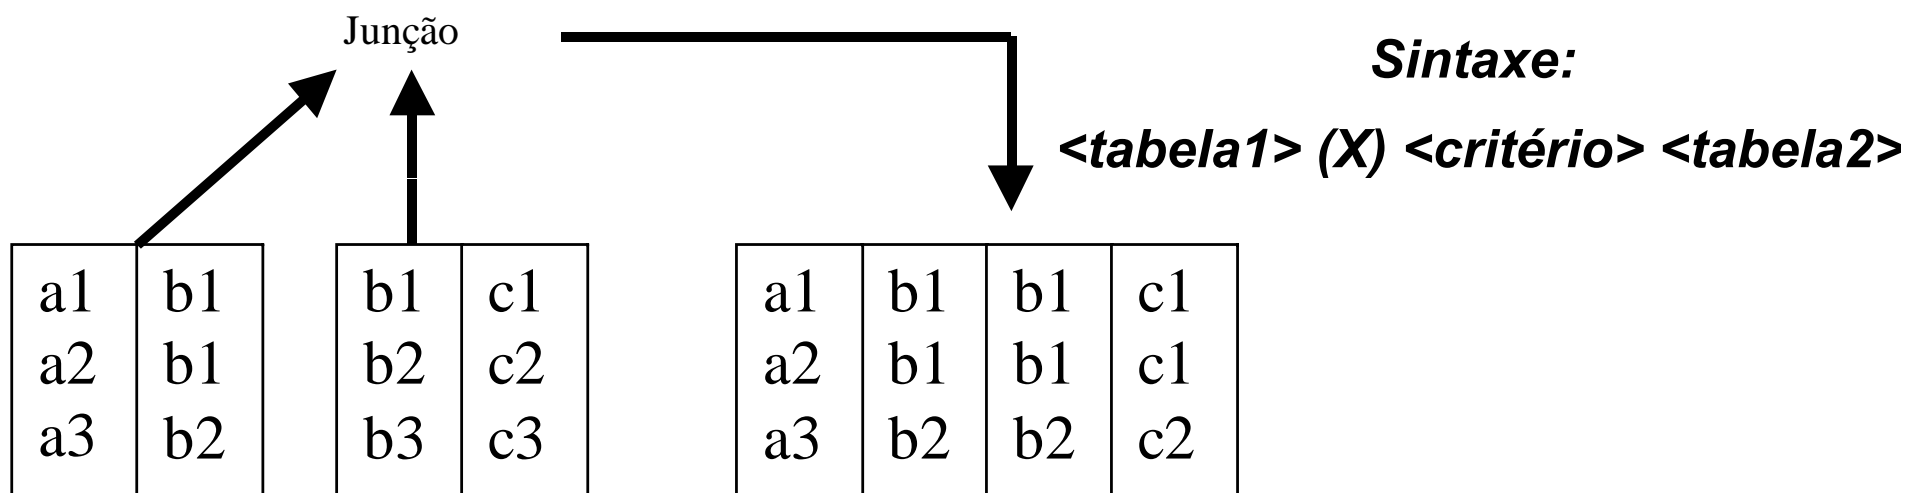 Junção
Sintaxe:
<tabela1> (X) <critério> <tabela2>
a1 b1 b1 c1 a1 b1 b1 c1
a2 b1 b2 c2 a2 b1 b1 c1
a3 b2 b3 c3 a3 b2 b2 c2